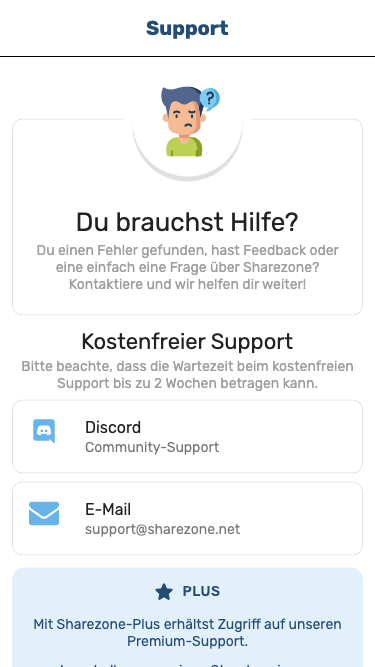 Support
?
Du brauchst Hilfe?
Du einen Fehler gefunden, hast Feedback oder
eine einfach eine Frage über Sharezone?
Kontaktiere und wir helfen dir weiter!
Kostenfreier Support
Bitte beachte, dass die Wartezeit beim kostenfreien
Support bis zu 2 Wochen betragen kann.
Discord
Community-Support
E-Mail
support@sharezone.net
PLUS
Mit Sharezone-Plus erhältst Zugriff auf unseren
Premium-Support.